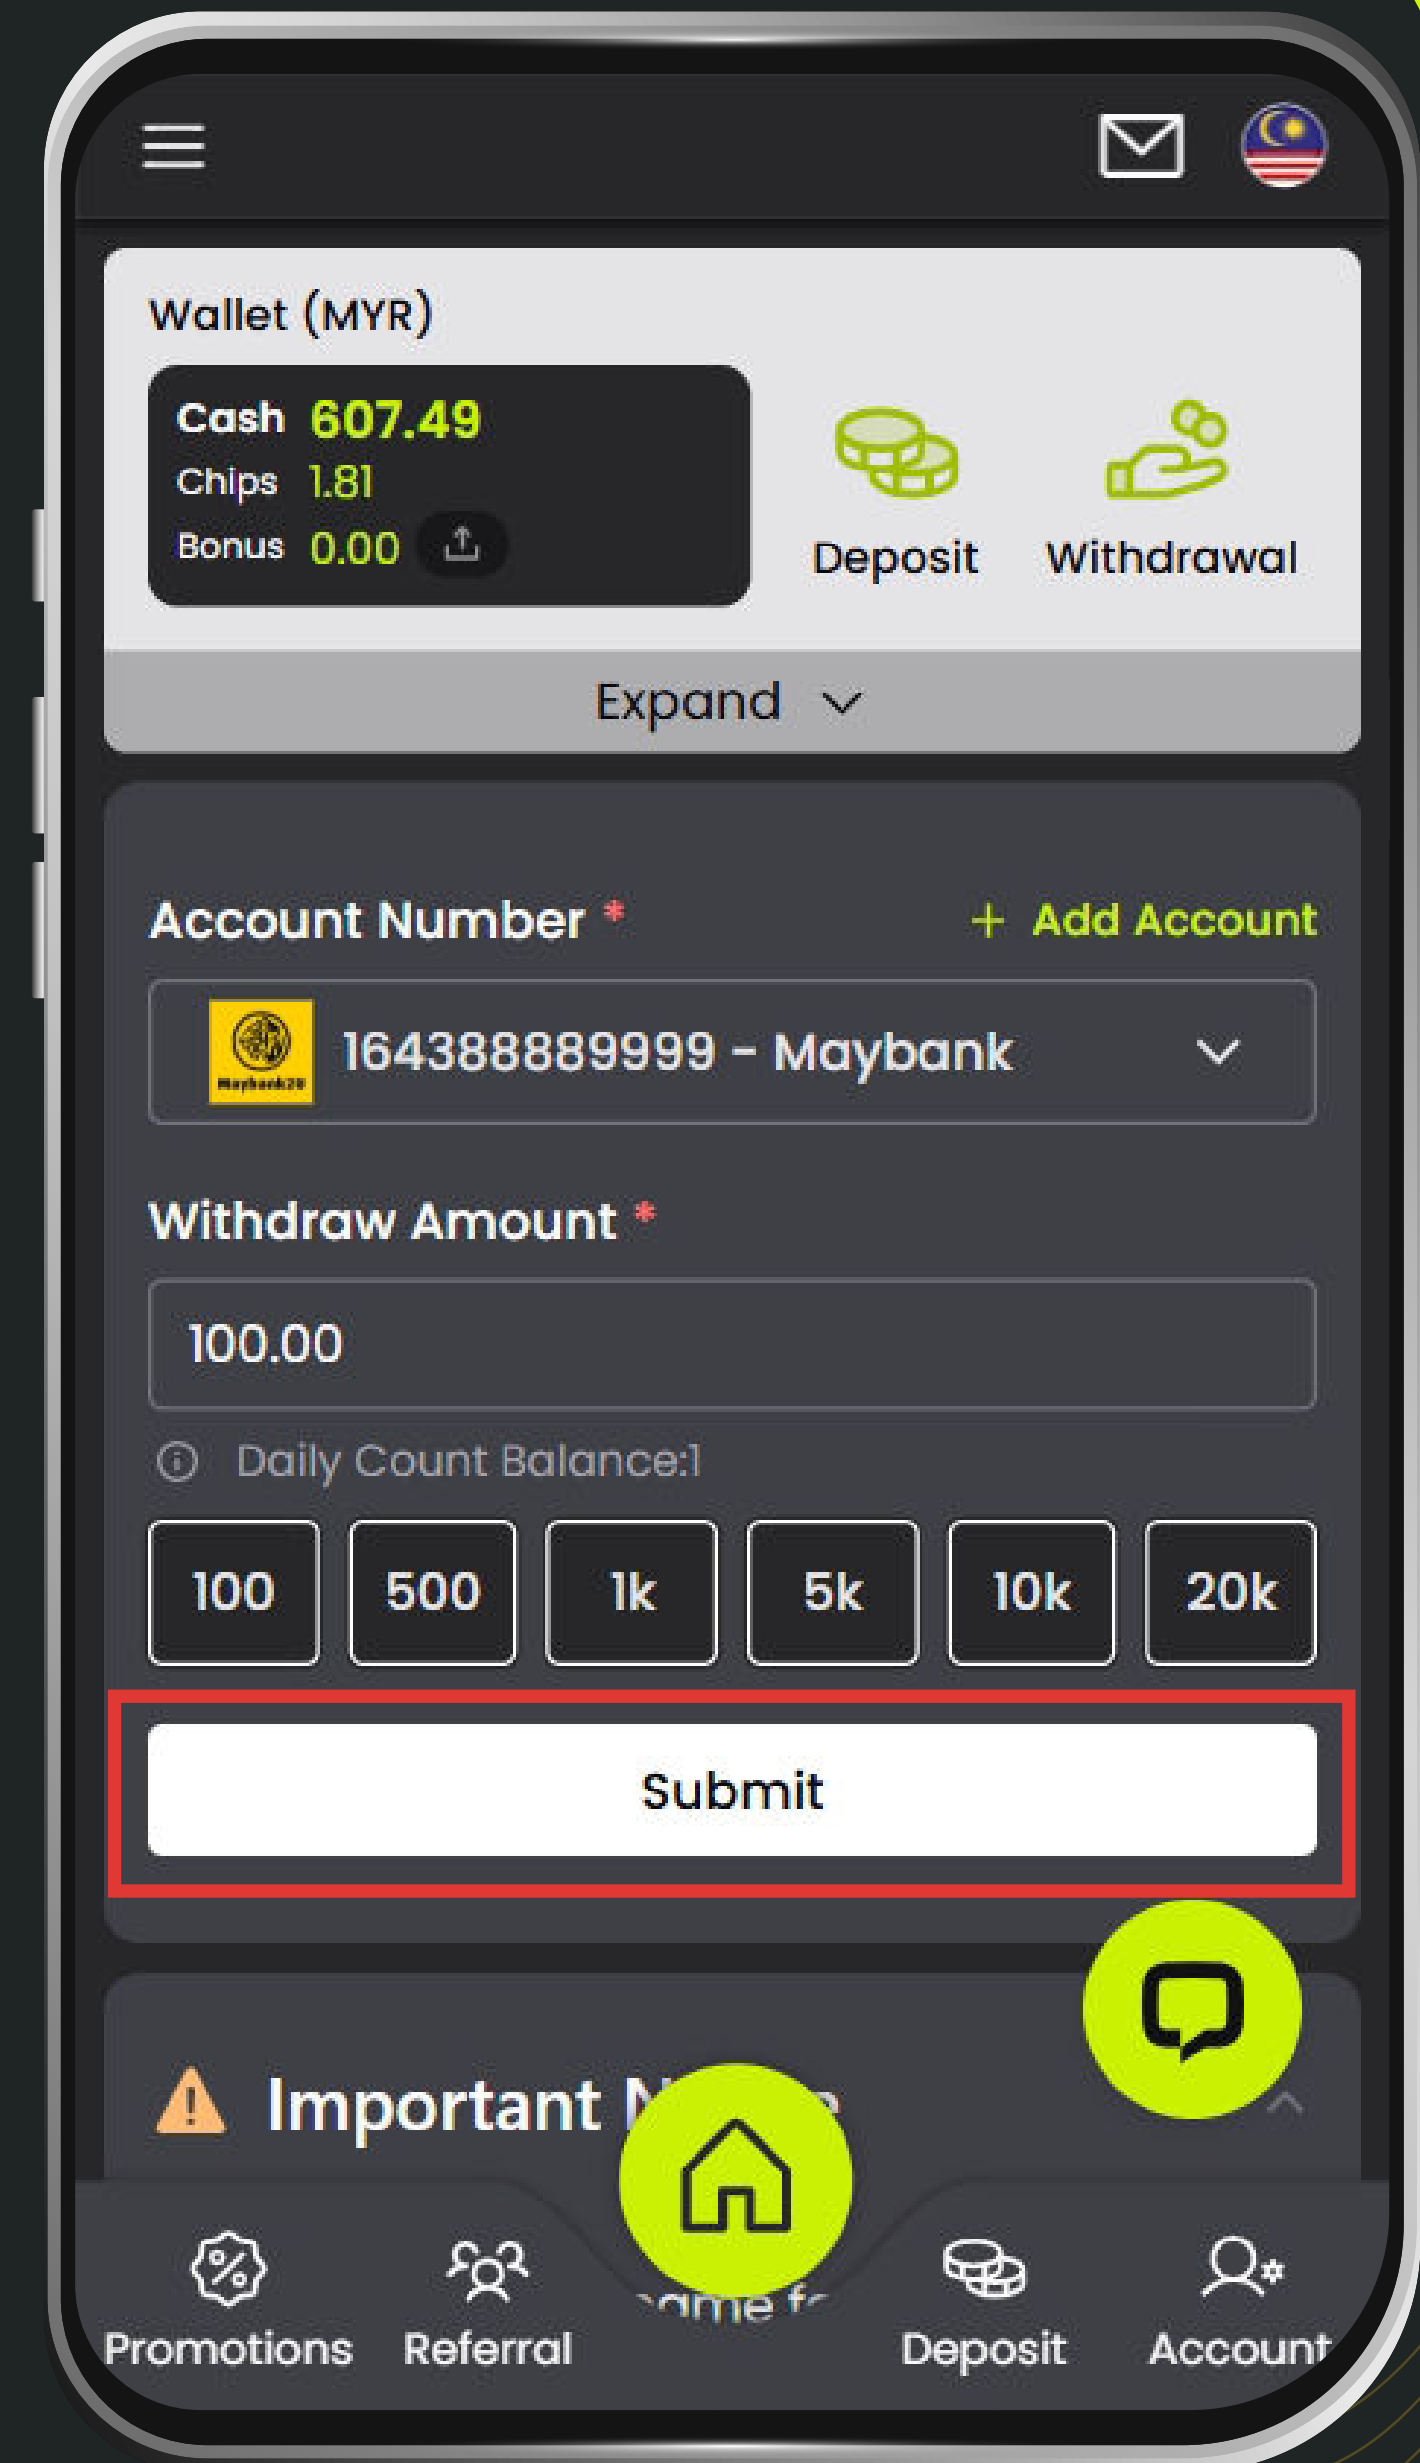 Wallet (MYR)
Cash 607.49
Chips 1.81
Bonus 0.00
Deposit
Withdrawal
Expand
Account Number *
+ Add Account
164388889999 - Maybank
Withdraw Amount *
100.00
Daily Count Balance:1
100
500
1k
5k
10k
20k
Submit
Important
Promotions
Referral
Deposit
Account